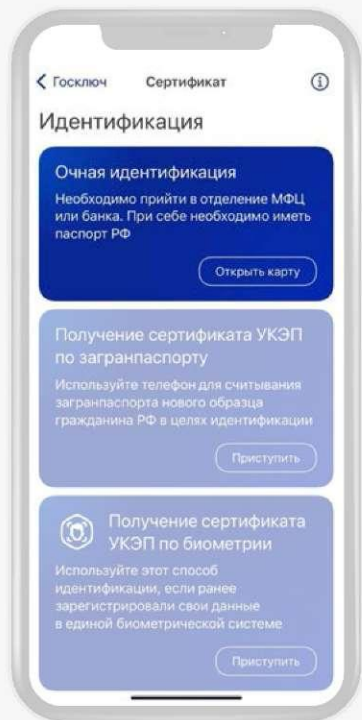 Госключ
Сертификат
Идентификация
Очная идентификация
Необходимо прийти в отделение МФЦ
или банка. При себе необходимо иметь
паспорт РФ
Открыть карту
Получение сертификата УКЭП
по загранпаспорту
Используйте телефон для считывания
загранпаспорта нового образца
гражданина РФ в целях идентификации
Приступить
Получение сертификата
УКЭП по биометрии
Используйте этот способ
идентификации, если ранее
зарегистрировали свои данные
в единой биометрической системе
Приступить